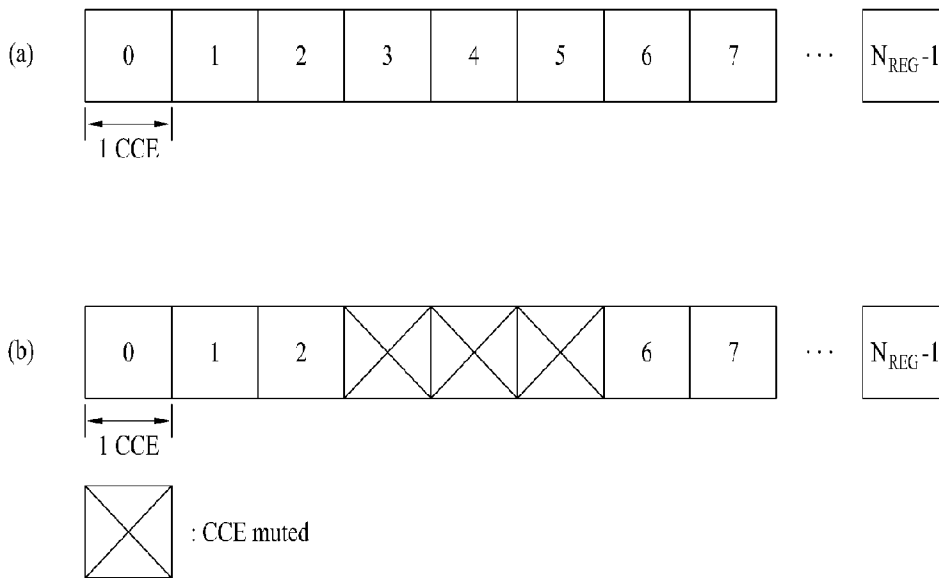 (a) 0 1 2 3 4 5 6 7 ... N_REG-1
1 CCE
(b) 0 1 2 6 7 ... N_REG-1
1 CCE
: CCE muted